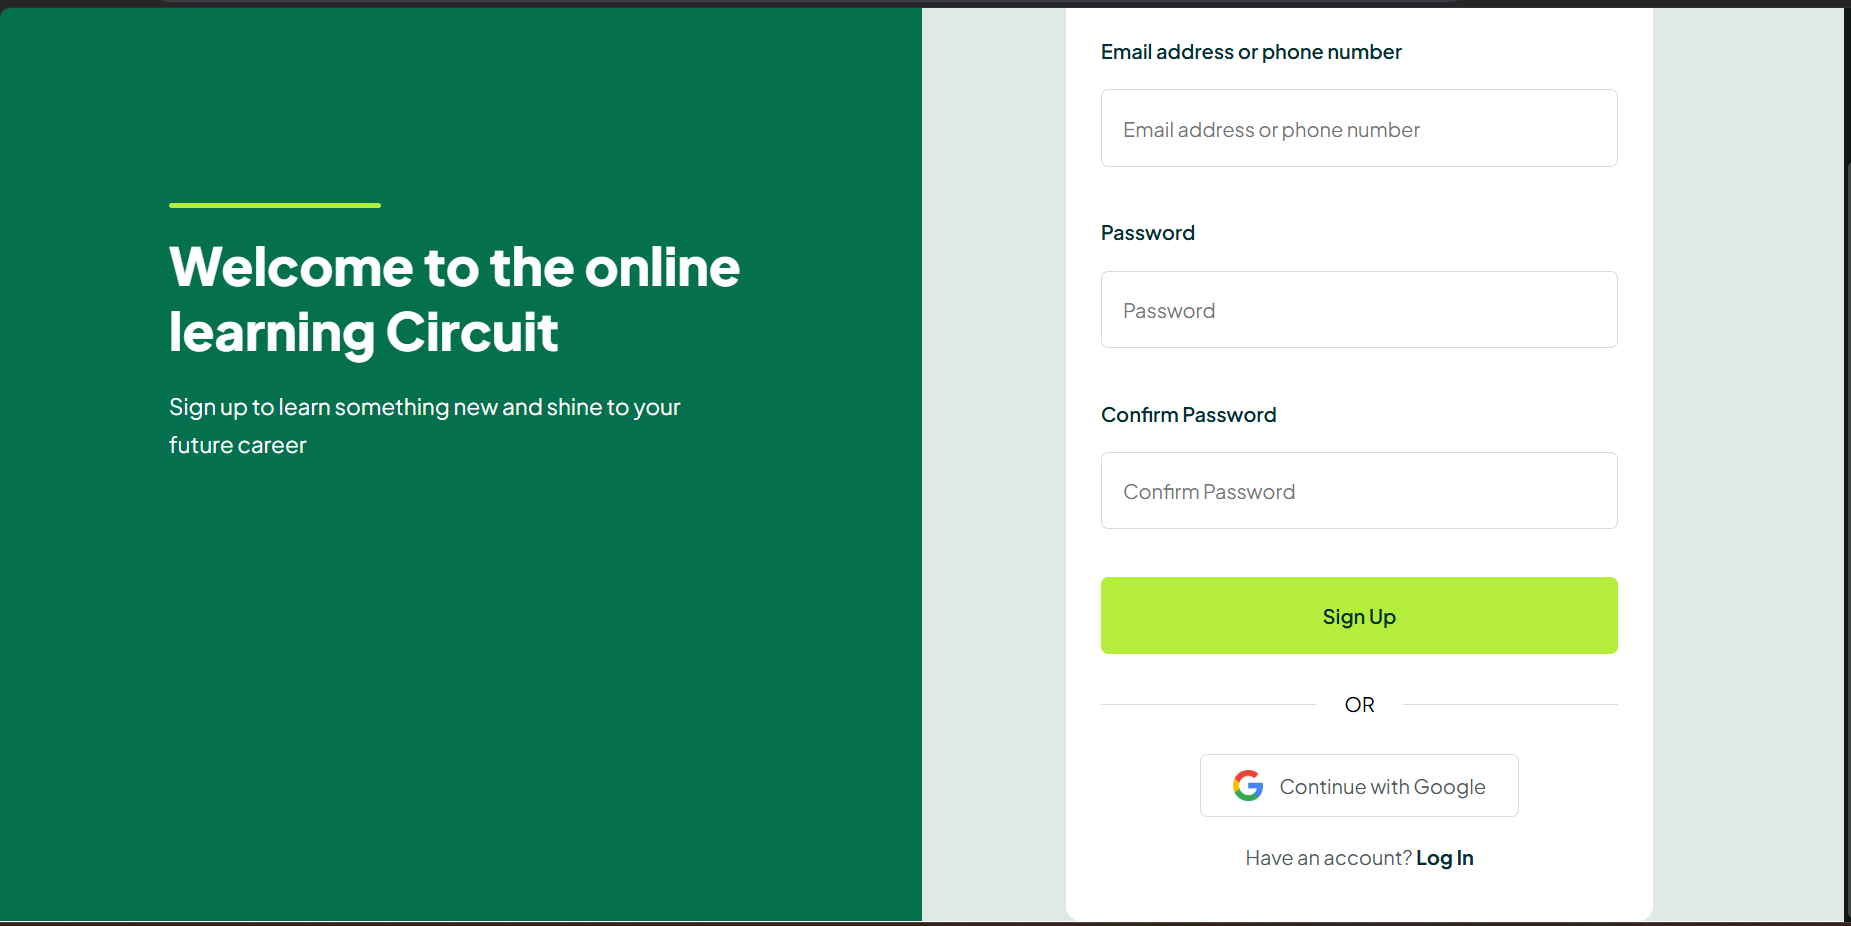 Welcome to the online
learning Circuit
Sign up to learn something new and shine to your
future career
Email address or phone number
Email address or phone number
Password
Password
Confirm Password
Confirm Password
Sign Up
OR
Continue with Google
Have an account? Log In